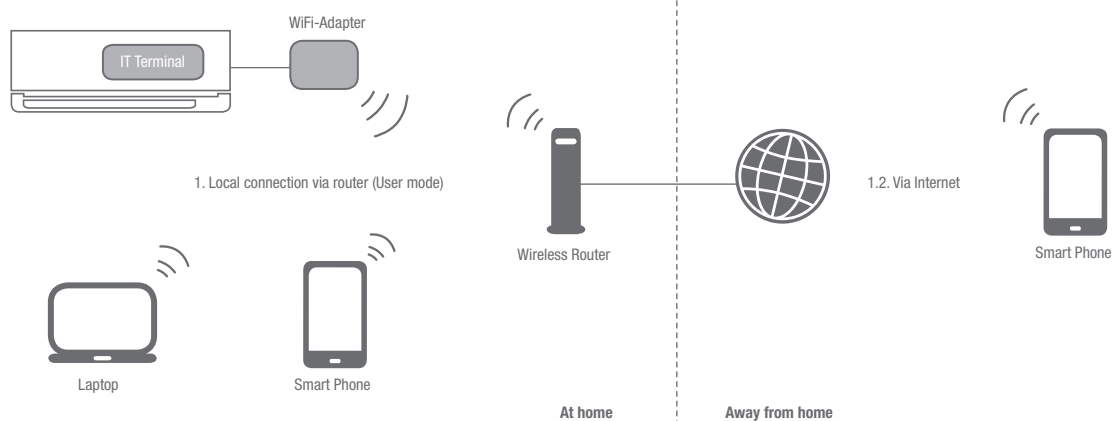 WiFi-Adapter
IT Terminal
1. Local connection via router (User mode)
1.2. Via Internet
Wireless Router
Smart Phone
Laptop
Smart Phone
At home
Away from home